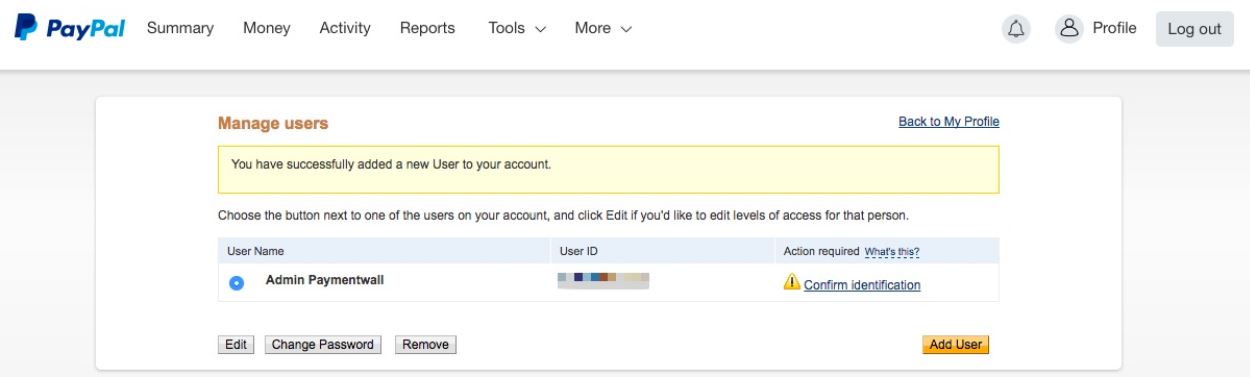 PayPal Summary Money Activity Reports Tools More Profile Log out
Manage users Back to My Profile
You have successfully added a new User to your account.
Choose the button next to one of the users on your account, and click Edit if you'd like to edit levels of access for that person.
User Name User ID Action required What's this?
Admin Paymentwall Confirm identification
Edit Change Password Remove Add User